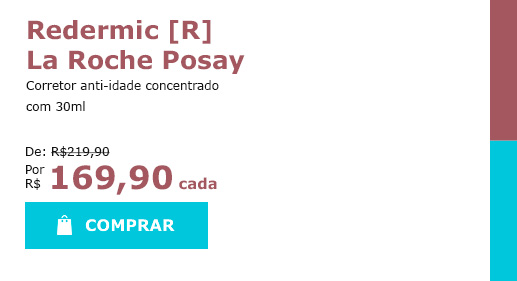 Redermic [R]
La Roche Posay
Corretor anti-idade concentrado
com 30ml
De: R$219,90
Por
R$ 169,90 cada
COMPRAR